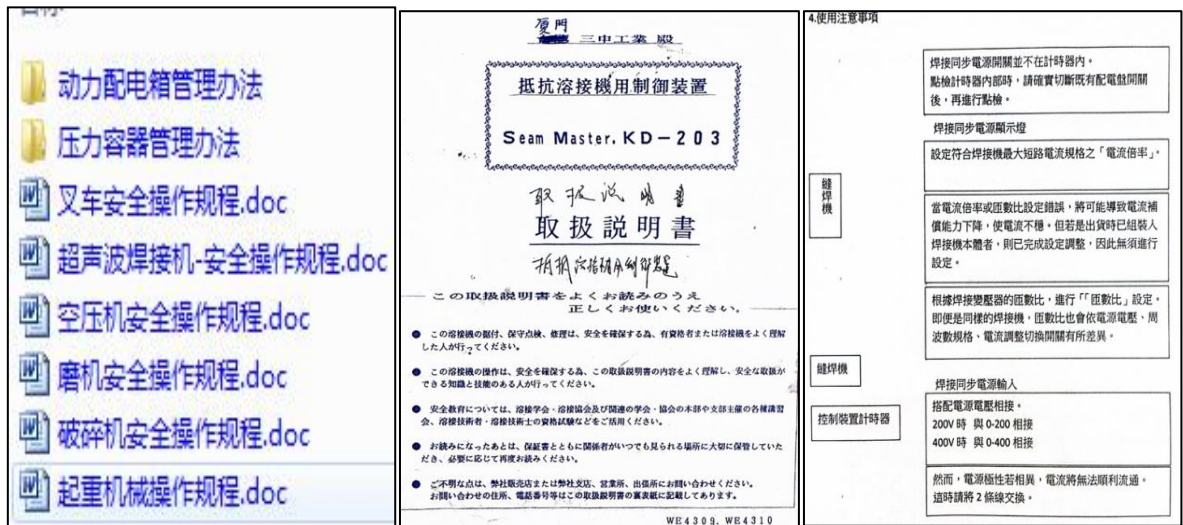 动力配电箱管理办法
压力容器管理办法
叉车安全操作规程.doc
超声波焊接机-安全操作规程.doc
空压机安全操作规程.doc
磨机安全操作规程.doc
破碎机安全操作规程.doc
起重机械操作规程.doc
厦門
三申工業 殿
抵抗溶接機用制御装置
Seam Master. KD-203
取扱说明書
取扱説明書
この取扱説明書をよくお読みのうえ
正しくお使いください。
● この溶接機の据付、保守点検、修理は、安全を確保する為、有資格者または溶接機をよく理解
した人が行ってください。
● この溶接機の操作は、安全を確保する為、この取扱説明書の内容をよく理解し、安全な取扱が
できる知識と技能のある人が行ってください。
● 安全教育については、溶接学会・溶接協会及び関連の学会・協会の本部や支部主催の各種講習
会、溶接技術者・溶接技術士の資格試験などをご活用ください。
● お読みになったあとは、保証書とともに関係者がいつでも見られる場所に大切に保管していた
だき、必要に応じて再度お読みください。
● ご不明な点は、弊社販売店または弊社支店、営業所、出張所にお問い合わせください。
お問い合わせの住所、電話番号等はこの取扱説明書の裏表紙に記載してあります。
WE4309, WE4310
4.使用注意事項
焊接同步電源開關並不在計時器內。
點檢計時器內部時，請確實切斷既有配電盤開關
後，再進行點檢。
焊接同步電源顯示燈
設定符合焊接機最大短路電流規格之「電流倍率」。
縫焊機
當電流倍率或匝數比設定錯誤，將可能導致電流補
償能力下降，使電流不穩。但若是出貨時已組裝入
焊接機本體者，則已完成設定調整，因此無須進行
設定。
根據焊接變壓器的匝數比，進行「「匝數比」設定。
即便是同樣的焊接機，匝數比也會依電源電壓、周
波數規格、電流調整切換開關有所差異。
縫焊機
焊接同步電源輸入
控制裝置計時器
搭配電源電壓相接。
200V 時 與 0-200 相接
400V 時 與 0-400 相接
然而，電源極性若相異，電流將無法順利流通。
這時請將 2 條線交換。